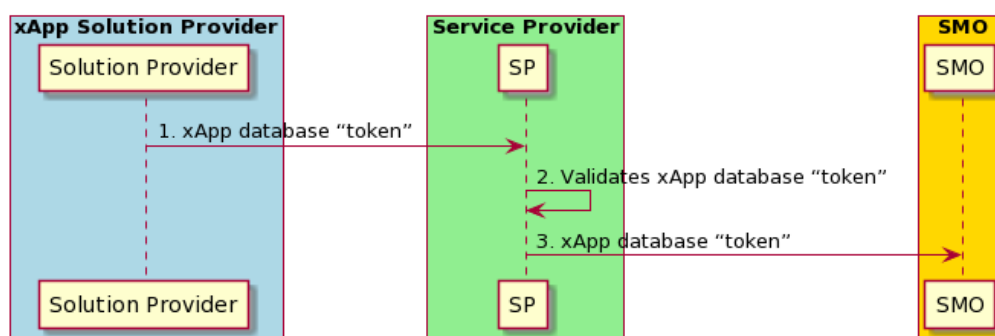 xApp Solution Provider
Service Provider
SMO
Solution Provider
SP
SMO
1. xApp database “token”
2. Validates xApp database “token”
3. xApp database “token”
Solution Provider
SP
SMO